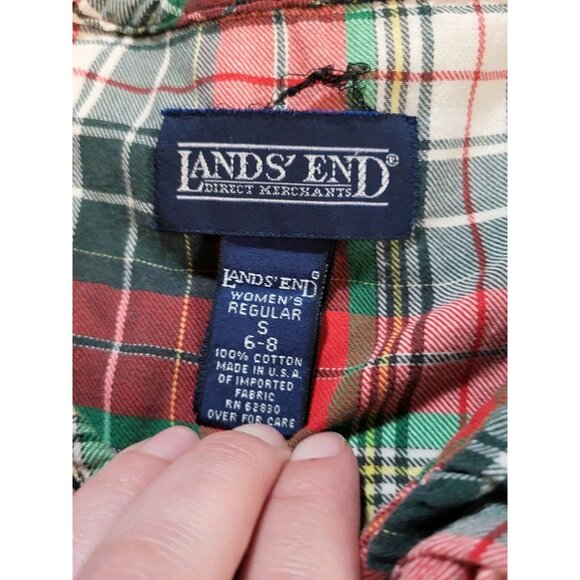 LANDS' END®
DIRECT MERCHANTS
LANDS' END®
WOMEN'S
REGULAR
S
6-8
100% COTTON
MADE IN U.S.A.
OF IMPORTED
FABRIC
RN 62830
OVER FOR CARE